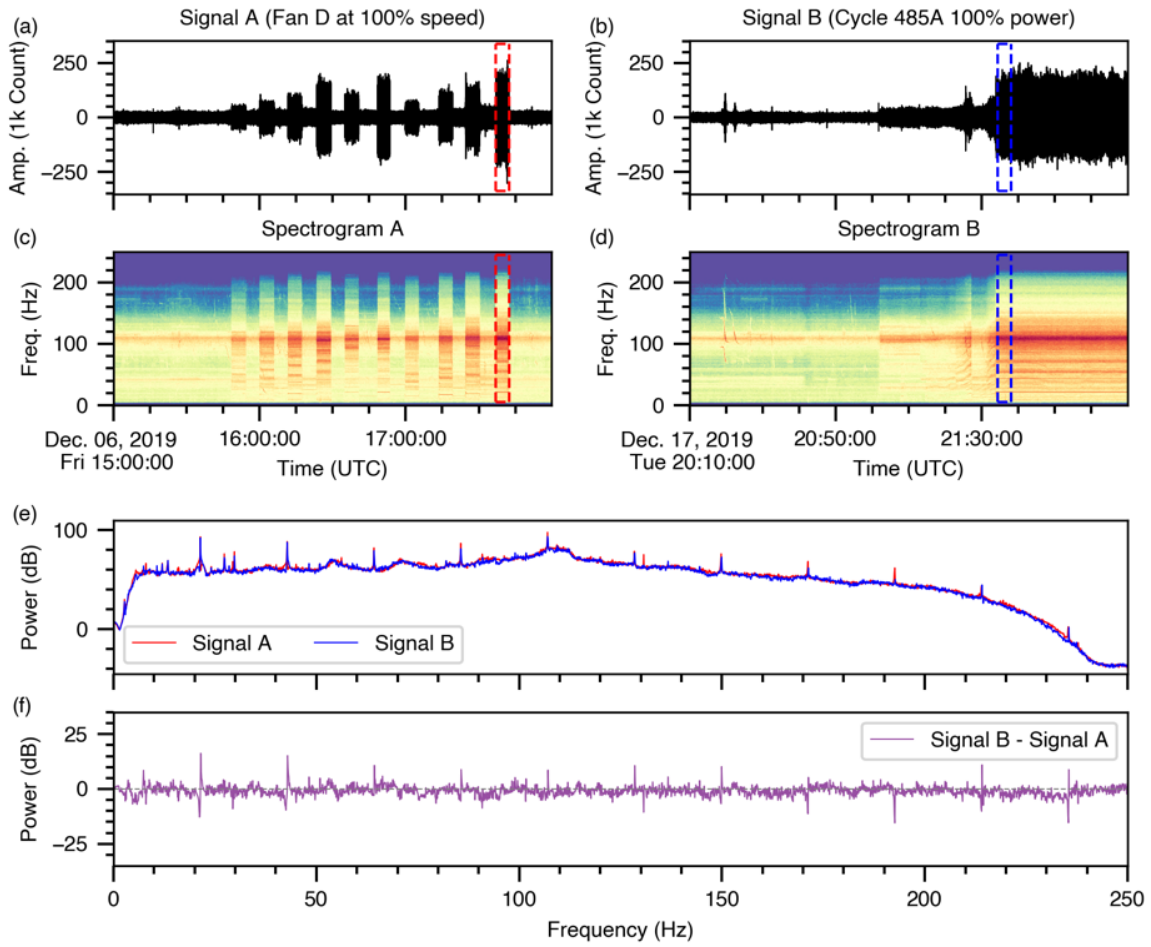 (a) Signal A (Fan D at 100% speed)
Amp. (1k Count)
250
0
−250
(b) Signal B (Cycle 485A 100% power)
Amp. (1k Count)
250
0
−250
(c) Spectrogram A
Freq. (Hz)
200
100
0
Dec. 06, 2019
Fri 15:00:00
16:00:00
17:00:00
Time (UTC)
(d) Spectrogram B
Freq. (Hz)
200
100
0
Dec. 17, 2019
Tue 20:10:00
20:50:00
21:30:00
Time (UTC)
(e)
Power (dB)
100
0
Signal A
Signal B
0 50 100 150 200 250
(f)
Power (dB)
25
0
−25
Signal B - Signal A
Frequency (Hz)